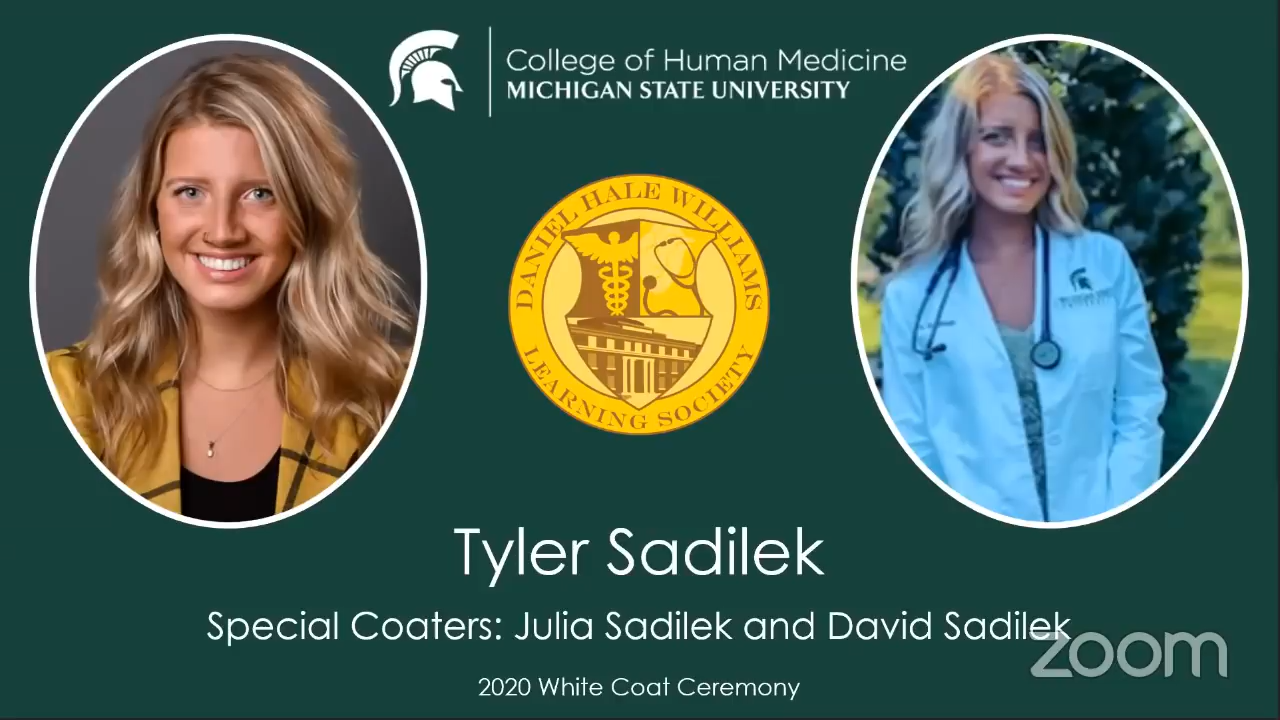 College of Human Medicine
MICHIGAN STATE UNIVERSITY
DANIEL HALE WILLIAMS
LEARNING SOCIETY
Tyler Sadilek
Special Coaters: Julia Sadilek and David Sadilek
zoom
2020 White Coat Ceremony